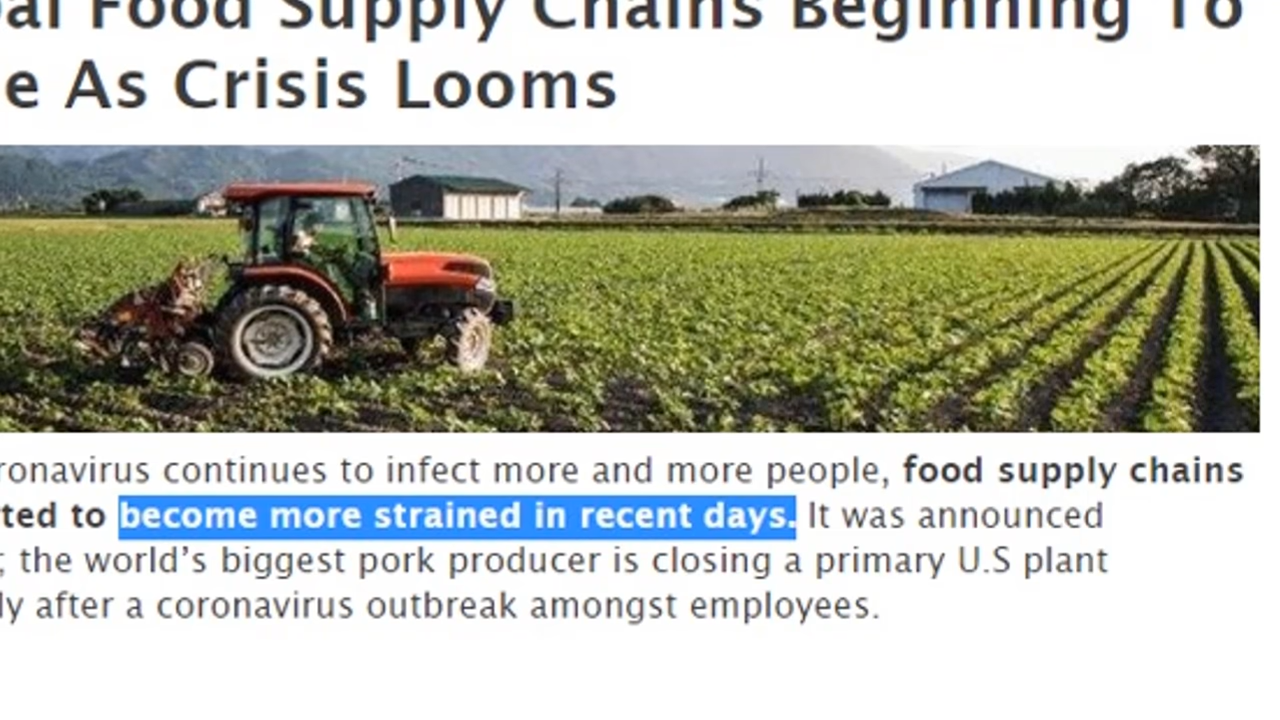 Food Supply Chains Beginning To
e As Crisis Looms
ronavirus continues to infect more and more people, food supply chains
ted to become more strained in recent days. It was announced
the world's biggest pork producer is closing a primary U.S plant
ly after a coronavirus outbreak amongst employees.